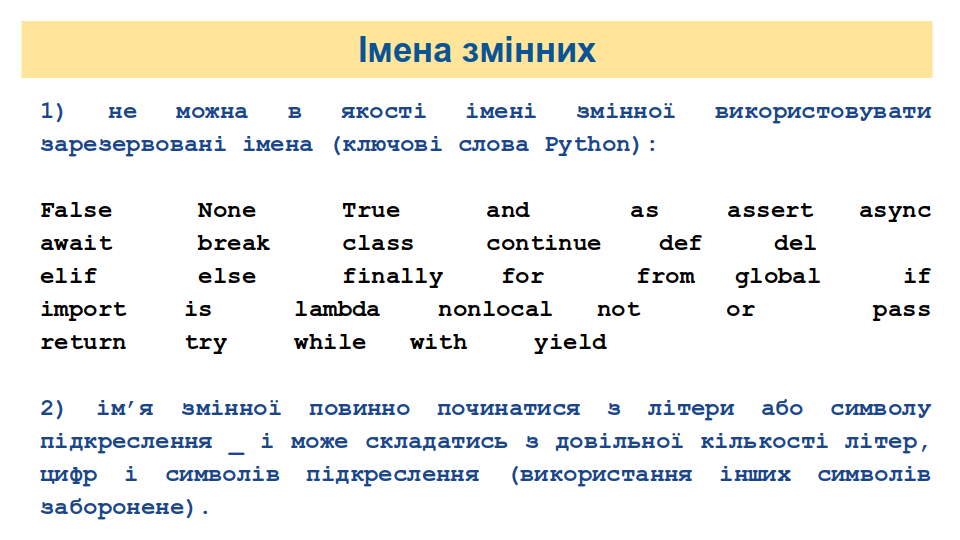 Імена змінних
1) не можна в якості імені змінної використовувати
зарезервовані імена (ключові слова Python):
False None True and as assert async
await break class continue def del
elif else finally for from global if
import is lambda nonlocal not or pass
return try while with yield
2) ім’я змінної повинно починатися з літери або символу
підкреслення _ і може складатись з довільної кількості літер,
цифр і символів підкреслення (використання інших символів
заборонене).